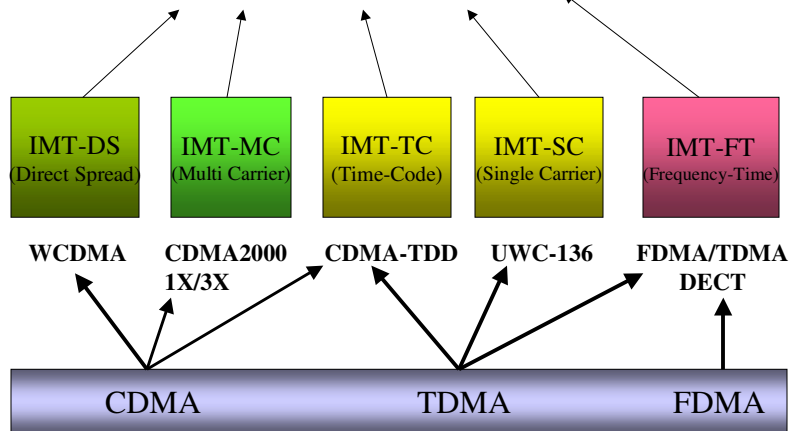 IMT-DS
(Direct Spread)
IMT-MC
(Multi Carrier)
IMT-TC
(Time-Code)
IMT-SC
(Single Carrier)
IMT-FT
(Frequency-Time)
WCDMA
CDMA2000
1X/3X
CDMA-TDD
UWC-136
FDMA/TDMA
DECT
CDMA
TDMA
FDMA